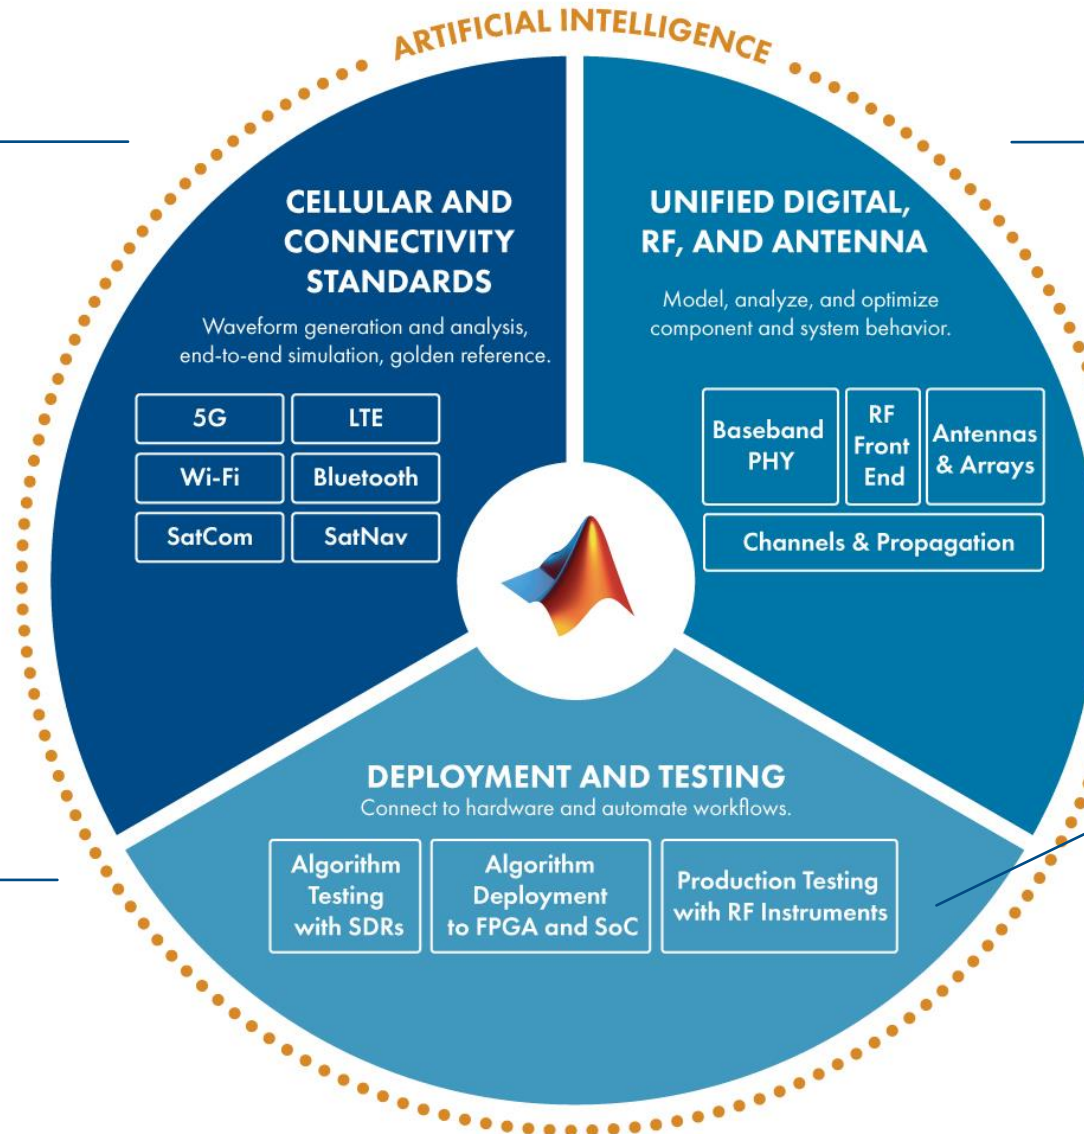 ARTIFICIAL INTELLIGENCE
CELLULAR AND
CONNECTIVITY
STANDARDS
Waveform generation and analysis,
end-to-end simulation, golden reference.
5G
LTE
Wi-Fi
Bluetooth
SatCom
SatNav
UNIFIED DIGITAL,
RF, AND ANTENNA
Model, analyze, and optimize
component and system behavior.
Baseband
PHY
RF
Front
End
Antennas
& Arrays
Channels & Propagation
DEPLOYMENT AND TESTING
Connect to hardware and automate workflows.
Algorithm
Testing
with SDRs
Algorithm
Deployment
to FPGA and SoC
Production Testing
with RF Instruments